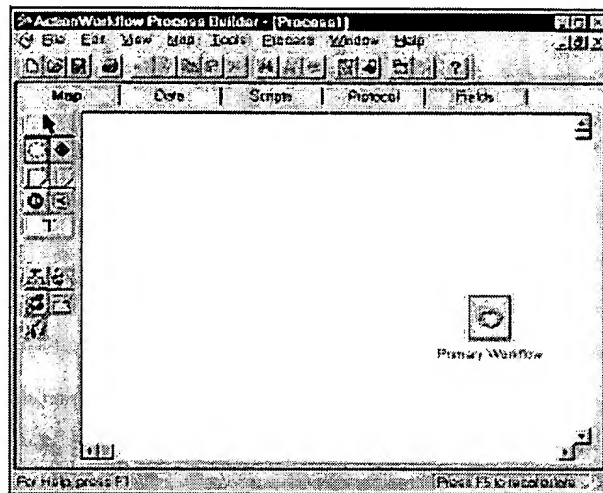 ActionWorkflow Process Builder - [Process1]
File Edit View Map Tools Process Window Help
Map Data Scripts Protocol Fields
T
Primary Workflow
For Help, press F1
Press F5 to recal